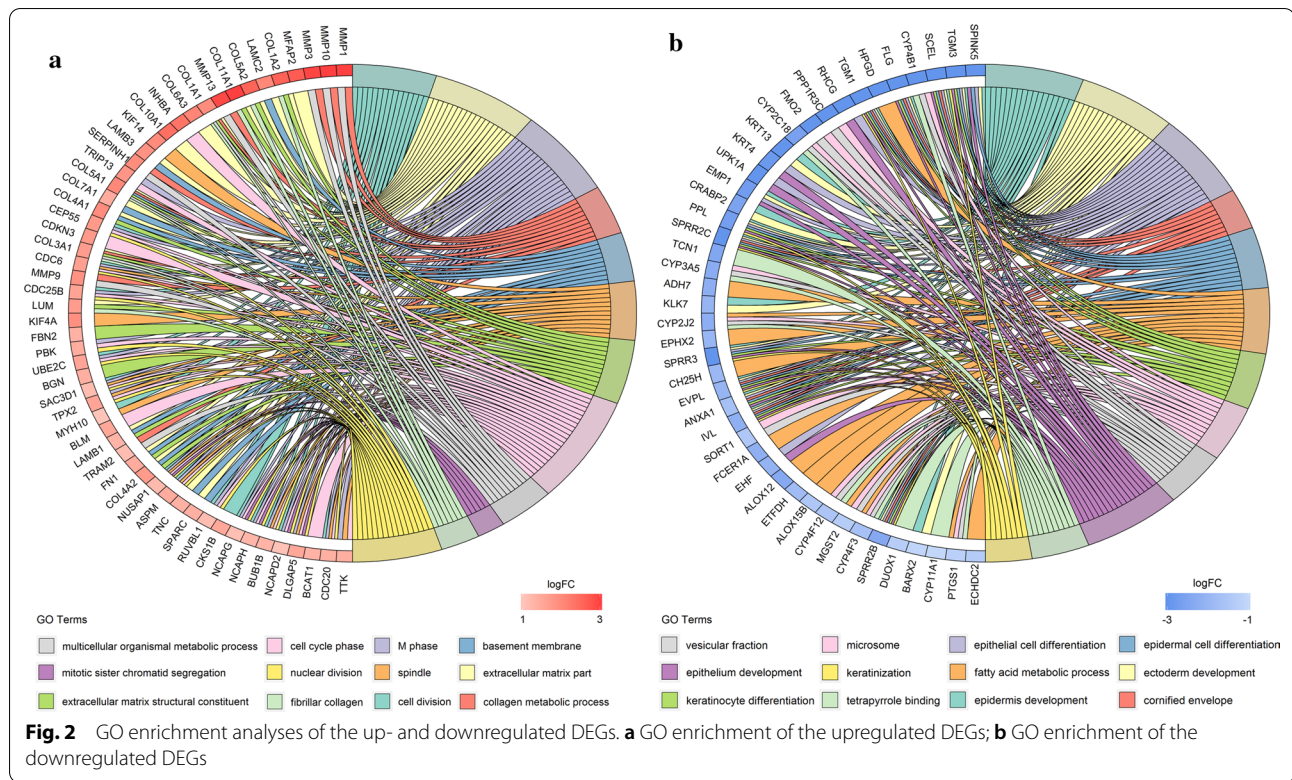 a
MMP1
MMP10
MMP3
MFAP2
COL1A2
LAMC2
COL5A2
COL11A1
MMP13
COL1A1
COL6A3
INHBA
COL10A1
KIF14
LAMB3
SERPINH1
TRIP13
COL5A1
COL7A1
COL4A1
CEP55
CDKN3
COL3A1
CDC6
MMP9
CDC25B
LUM
KIF4A
FBN2
PBK
UBE2C
BGN
SAC3D1
TPX2
MYH10
BLM
LAMB1
TRAM2
FN1
COL4A2
NUSAP1
ASPM
TNC
SPARC
RUVBL1
CKS1B
NCAPG
NCAPH
BUB1B
NCAPD2
DLGAP5
BCAT1
CDC20
TTK
logFC
1 3
GO Terms
multicellular organismal metabolic process cell cycle phase M phase basement membrane
mitotic sister chromatid segregation nuclear division spindle extracellular matrix part
extracellular matrix structural constituent fibrillar collagen cell division collagen metabolic process
b
SPINK5
TGM3
SCEL
CYP4B1
FLG
HPGD
TGM1
RHCG
PPP1R3C
FMO2
CYP2C18
KRT13
KRT4
UPK1A
EMP1
CRABP2
PPL
SPRR2C
TCN1
CYP3A5
ADH7
KLK7
CYP2J2
EPHX2
SPRR3
CH25H
EVPL
ANXA1
IVL
SORT1
FCER1A
EHF
ALOX12
ETFDH
ALOX15B
CYP4F12
MGST2
CYP4F3
SPRR2B
DUOX1
BARX2
CYP11A1
PTGS1
ECHDC2
logFC
-3 -1
GO Terms
vesicular fraction microsome epithelial cell differentiation epidermal cell differentiation
epithelium development keratinization fatty acid metabolic process ectoderm development
keratinocyte differentiation tetrapyrrole binding epidermis development cornified envelope
Fig. 2 GO enrichment analyses of the up- and downregulated DEGs. a GO enrichment of the upregulated DEGs; b GO enrichment of the
downregulated DEGs